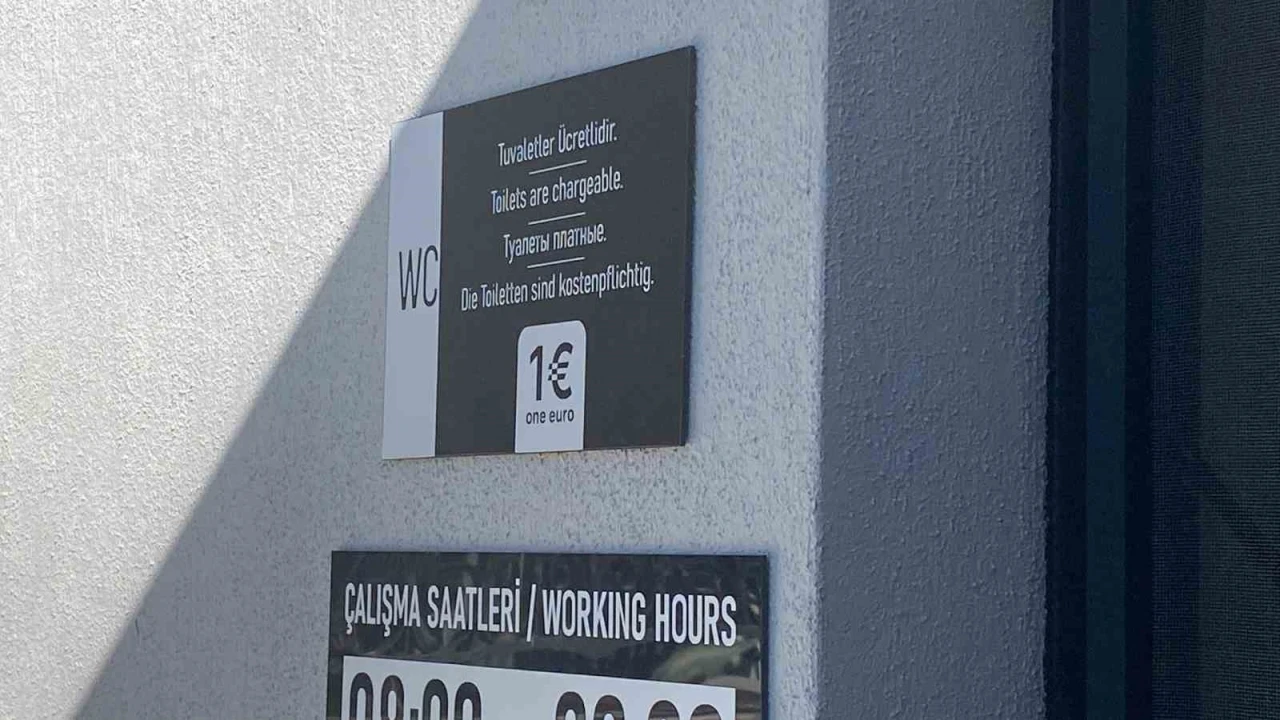 Tuvaletler Ücretlidir.
Toilets are chargeable.
Туалеты платные.
Die Toiletten sind kostenpflichtig.
WC
1€
one euro
ÇALIŞMA SAATLERİ / WORKING HOURS